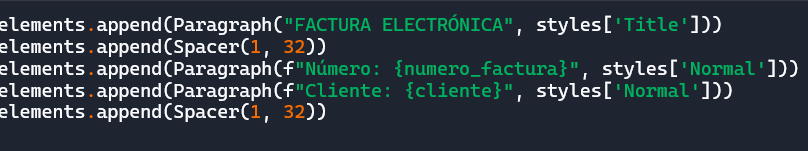 elements.append(Paragraph("FACTURA ELECTRÓNICA", styles['Title']))
elements.append(Spacer(1, 32))
elements.append(Paragraph(f"Número: {numero_factura}", styles['Normal']))
elements.append(Paragraph(f"Cliente: {cliente}", styles['Normal']))
elements.append(Spacer(1, 32))